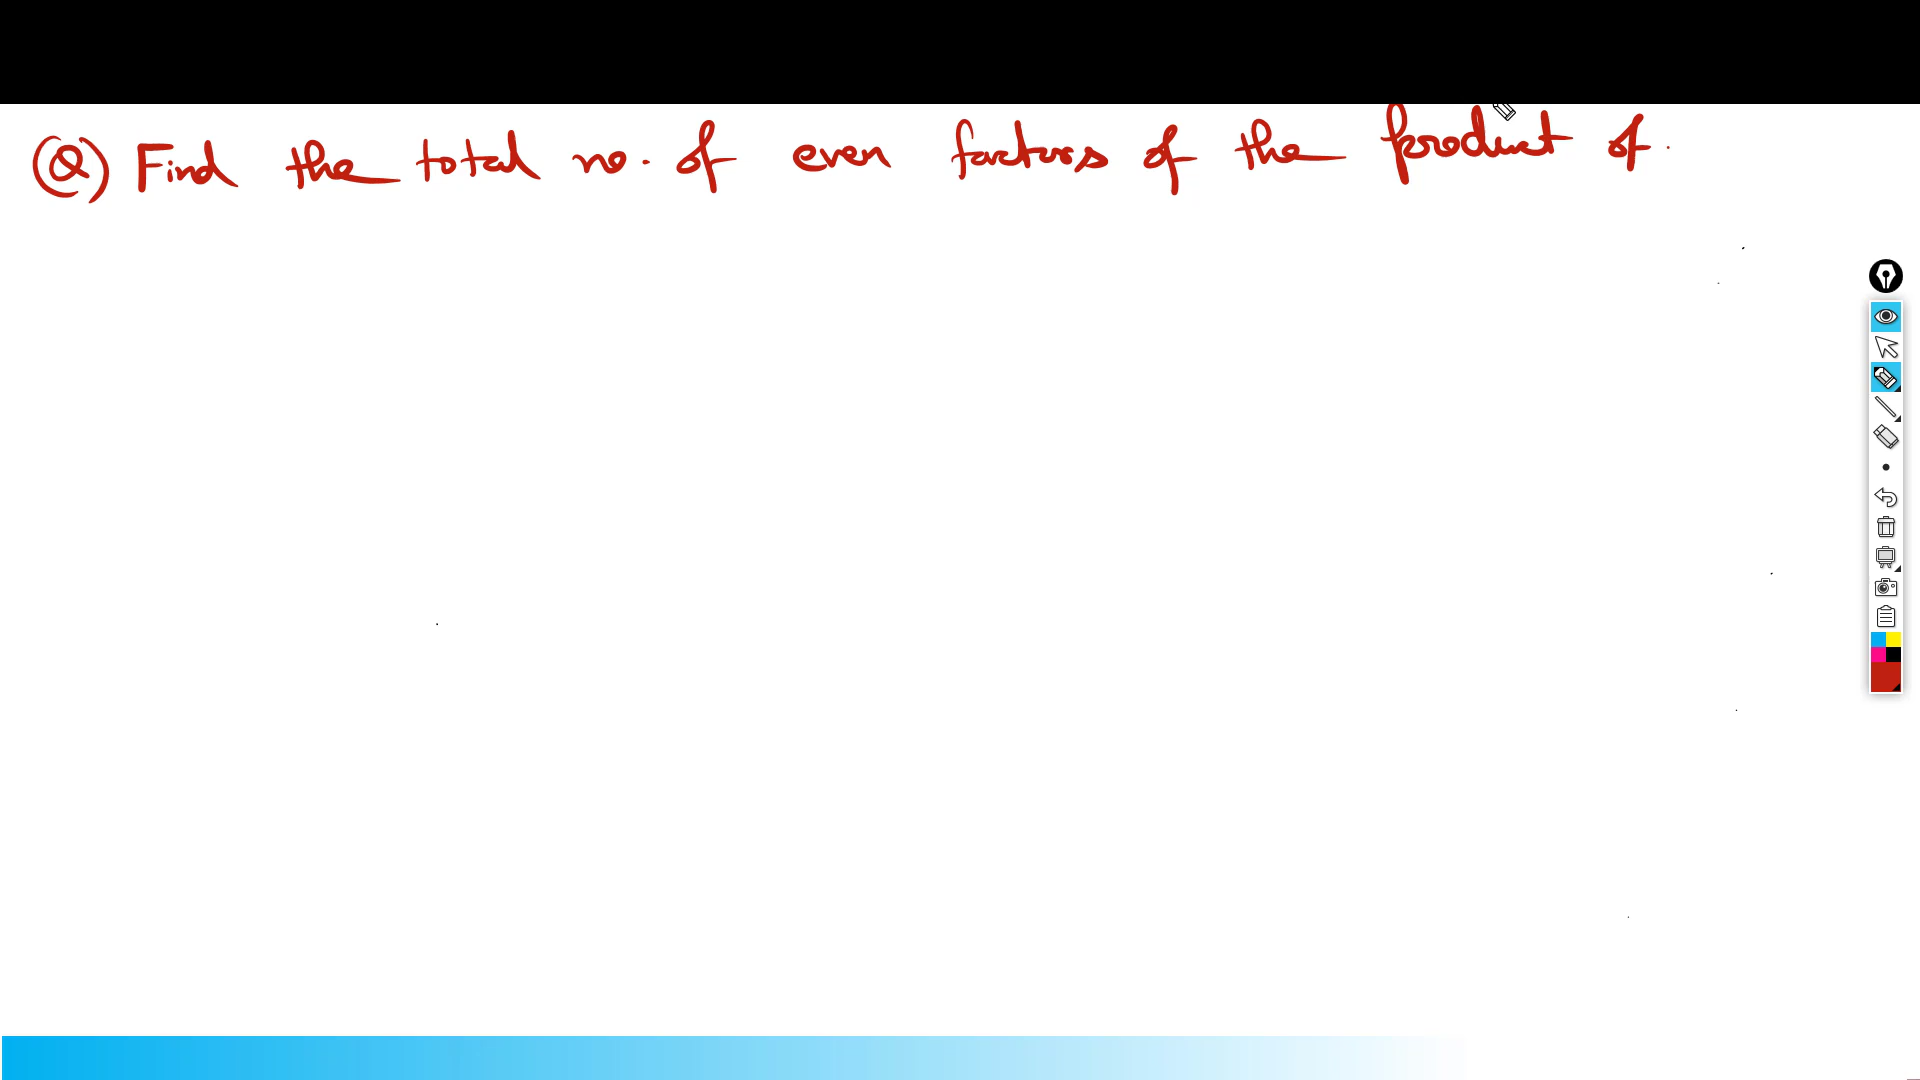 (Q) Find the total no. of even factors of the product of